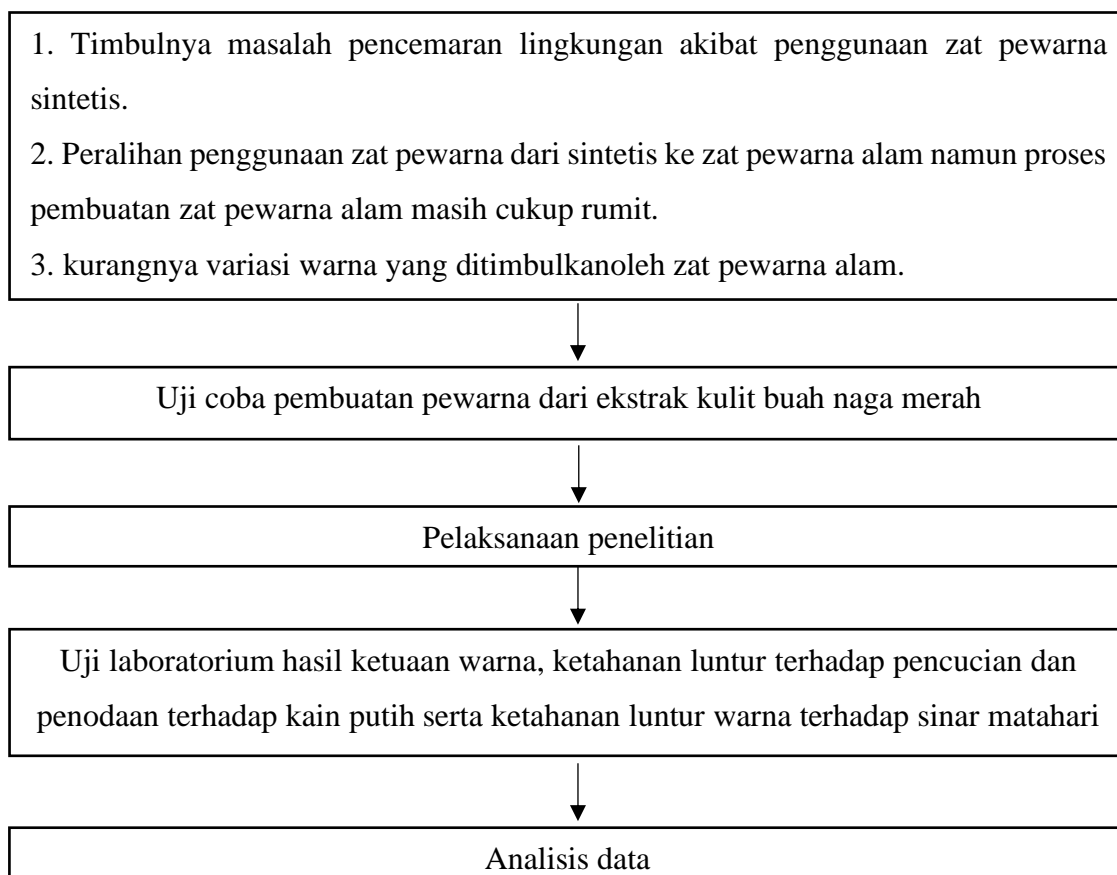 1. Timbulnya masalah pencemaran lingkungan akibat penggunaan zat pewarna
sintetis.
2. Peralihan penggunaan zat pewarna dari sintetis ke zat pewarna alam namun proses
pembuatan zat pewarna alam masih cukup rumit.
3. kurangnya variasi warna yang ditimbulkanoleh zat pewarna alam.
Uji coba pembuatan pewarna dari ekstrak kulit buah naga merah
Pelaksanaan penelitian
Uji laboratorium hasil ketuaan warna, ketahanan luntur terhadap pencucian dan
penodaan terhadap kain putih serta ketahanan luntur warna terhadap sinar matahari
Analisis data